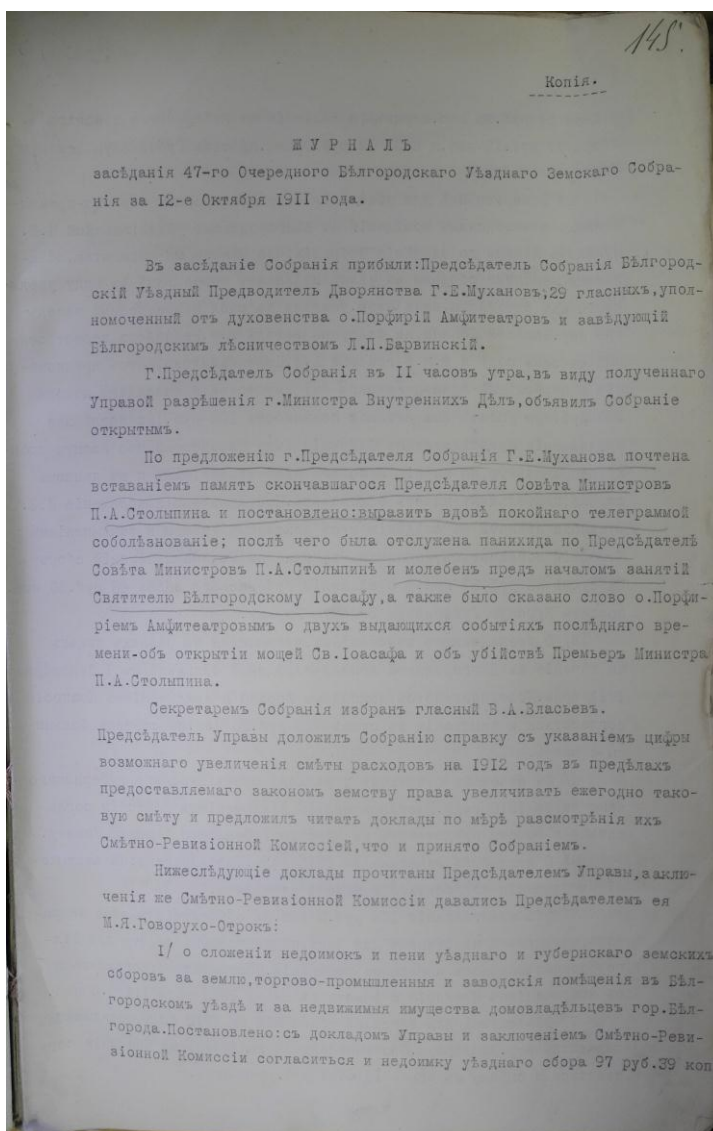 145.
Копія.
ЖУРНАЛЪ
засѣданія 47-го Очередного Бѣлгородскаго Уѣзднаго Земскаго Собра-
нія за I2-е Октября I9II года.
Въ засѣданіе Собранія прибыли:Предсѣдатель Собранія Бѣлгород-
скій Уѣздный Предводитель Дворянства Г.Е.Мухановъ,29 гласныхъ,упол-
номоченный отъ духовенства о.Порфирій Амфитеатровъ и завѣдующій
Бѣлгородскимъ лѣсничествомъ Л.П.Барвинскій.
Г.Предсѣдатель Собранія въ II часовъ утра,въ виду полученнаго
Управой разрѣшенія г.Министра Внутреннихъ Дѣлъ,объявилъ Собраніе
открытымъ.
По предложенію г.Предсѣдателя Собранія Г.Е.Муханова почтена
вставаніемъ память скончавшагося Предсѣдателя Совѣта Министровъ
П.А.Столыпина и постановлено:выразить вдовѣ покойнаго телеграммой
соболѣзнованіе; послѣ чего была отслужена панихида по Предсѣдателѣ
Совѣта Министровъ П.А.Столыпинѣ и молебенъ предъ началомъ занятій
Святителю Бѣлгородскому Іоасафу,а также было сказано слово о.Порфи-
ріемъ Амфитеатровымъ о двухъ выдающихся событіяхъ послѣдняго вре-
мени-объ открытіи мощей Св.Іоасафа и объ убійствѣ Премьеръ Министра
П.А.Столыпина.
Секретаремъ Собранія избранъ гласный В.А.Власьевъ.
Предсѣдатель Управы доложилъ Собранію справку съ указаніемъ цифры
возможнаго увеличенія смѣты расходовъ на I9I2 годъ въ предѣлахъ
предоставляемаго закономъ земству права увеличивать ежегодно тако-
вую смѣту и предложилъ читать доклады по мѣрѣ разсмотрѣнія ихъ
Смѣтно-Ревизіонной Комиссіей,что и принято Собраніемъ.
Нижеслѣдующіе доклады прочитаны Предсѣдателемъ Управы,заклю-
ченія же Смѣтно-Ревизіонной Комиссіи давались Предсѣдателемъ ея
М.Я.Говорухо-Отрокъ:
I/ о сложеніи недоимокъ и пени уѣзднаго и губернскаго земскихъ
сборовъ за землю,торгово-промышленныя и заводскія помѣщенія въ Бѣл-
городскомъ уѣздѣ и за недвижимыя имущества домовладѣльцевъ гор.Бѣл-
города.Постановлено:съ докладомъ Управы и заключеніемъ Смѣтно-Реви-
зіонной Комиссіи согласиться и недоимку уѣзднаго сбора 97 руб.39 коп